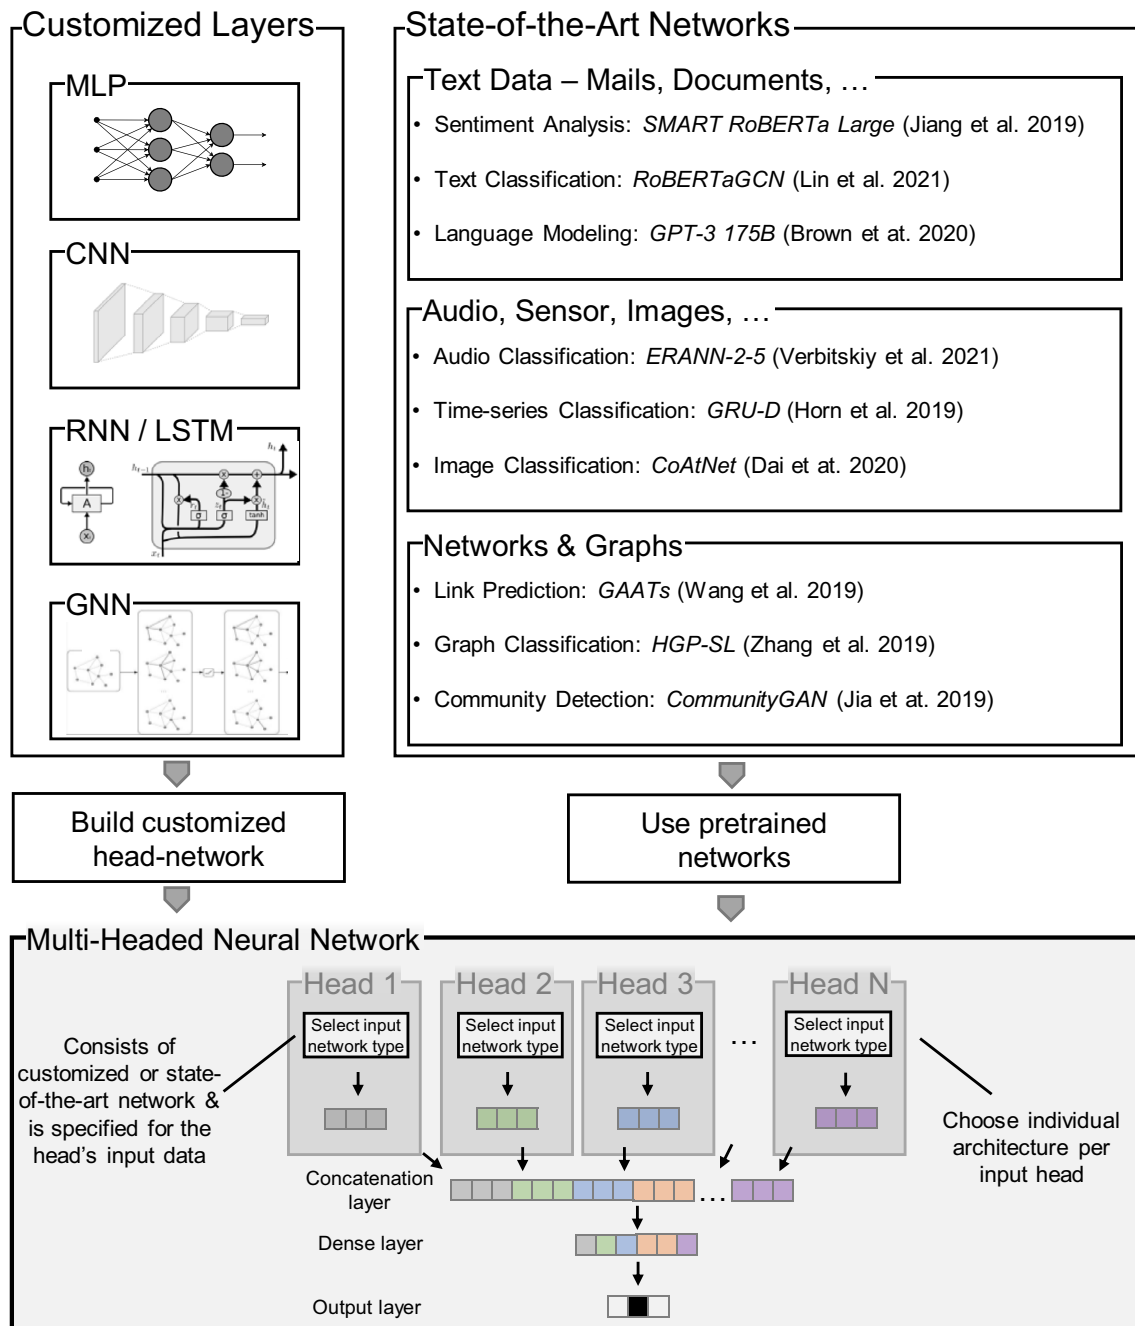 Customized Layers
MLP
CNN
RNN / LSTM
A
tanh
GNN
State-of-the-Art Networks
Text Data – Mails, Documents, …
• Sentiment Analysis: SMART RoBERTa Large (Jiang et al. 2019)
• Text Classification: RoBERTaGCN (Lin et al. 2021)
• Language Modeling: GPT-3 175B (Brown et at. 2020)
Audio, Sensor, Images, …
• Audio Classification: ERANN-2-5 (Verbitskiy et al. 2021)
• Time-series Classification: GRU-D (Horn et al. 2019)
• Image Classification: CoAtNet (Dai et at. 2020)
Networks & Graphs
• Link Prediction: GAATs (Wang et al. 2019)
• Graph Classification: HGP-SL (Zhang et al. 2019)
• Community Detection: CommunityGAN (Jia et at. 2019)
Build customized
head-network
Use pretrained
networks
Multi-Headed Neural Network
Head 1
Select input
network type
Head 2
Select input
network type
Head 3
Select input
network type
…
Head N
Select input
network type
Consists of
customized or state-
of-the-art network &
is specified for the
head's input data
Choose individual
architecture per
input head
Concatenation
layer
…
Dense layer
Output layer